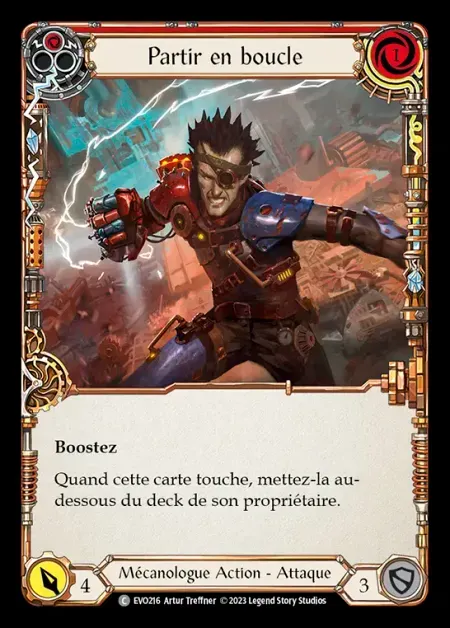 Partir en boucle
1
Boostez
Quand cette carte touche, mettez-la au-
dessous du deck de son propriétaire.
4
Mécanologue Action - Attaque
3
C EVO216 Artur Treffner © 2023 Legend Story Studios